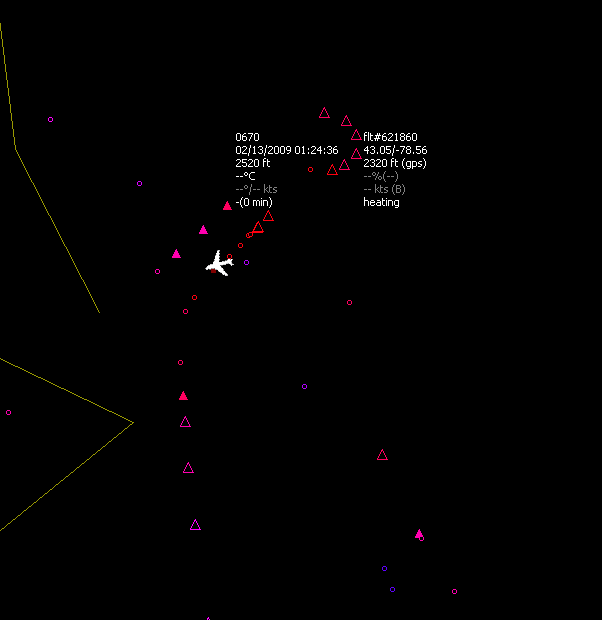 0670
02/13/2009 01:24:36
2520 ft
--°C
--°/-- kts
-(0 min)
flt#621860
43.05/-78.56
2320 ft (gps)
--%(--)
-- kts (B)
heating